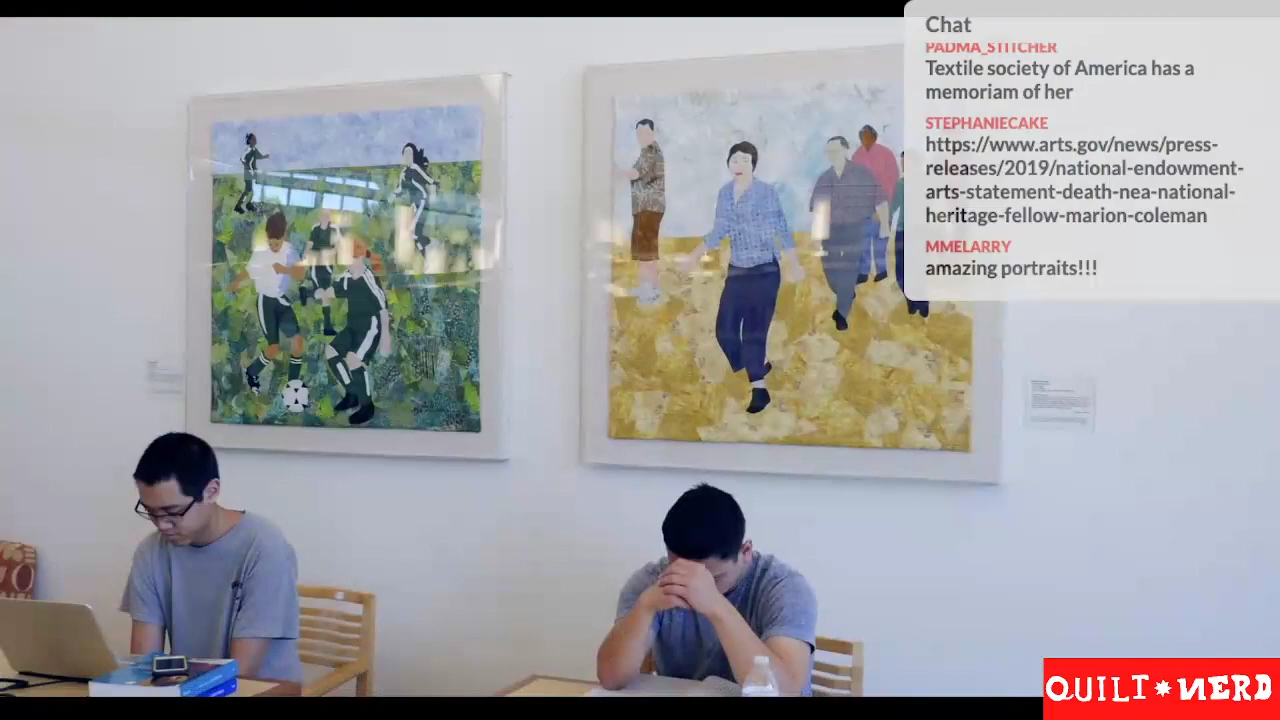 Chat
PADMA_STITCHER
Textile society of America has a
memoriam of her
STEPHANIECAKE
https://www.arts.gov/news/press-
releases/2019/national-endowment-
arts-statement-death-nea-national-
heritage-fellow-marion-coleman
MMELARRY
amazing portraits!!!
QUILT NERD